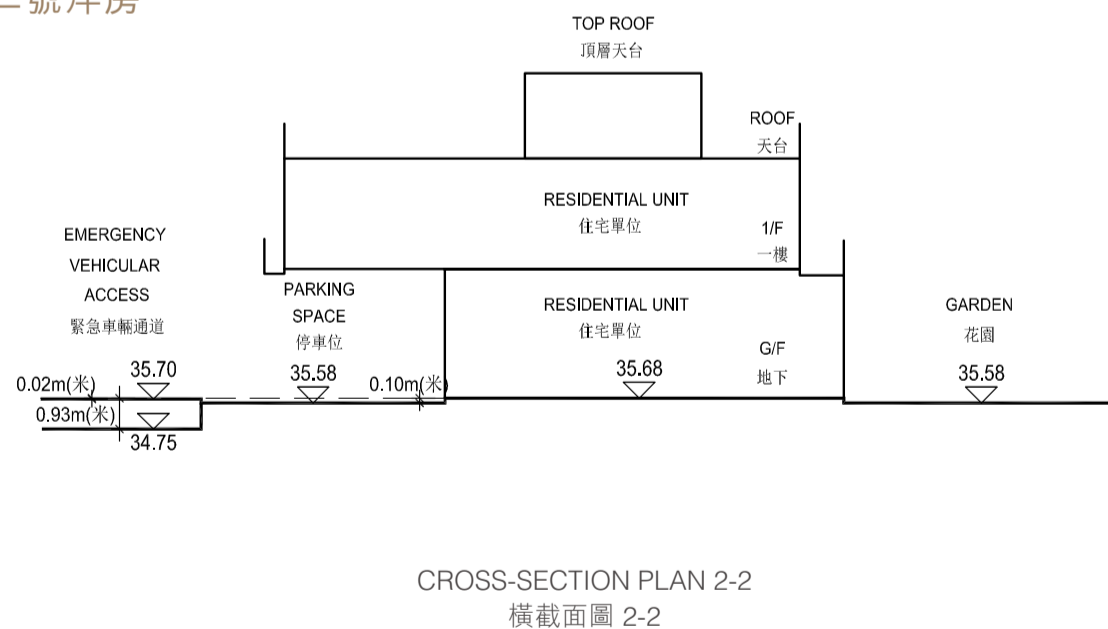 號洋房
TOP ROOF
頂層天台
ROOF
天台
RESIDENTIAL UNIT
住宅單位
1/F
一樓
EMERGENCY
VEHICULAR
ACCESS
緊急車輛通道
PARKING
SPACE
停車位
RESIDENTIAL UNIT
住宅單位
G/F
地下
GARDEN
花園
0.02m(米)
35.70
35.58
0.10m(米)
35.68
35.58
0.93m(米)
34.75
CROSS-SECTION PLAN 2-2
橫截面圖 2-2